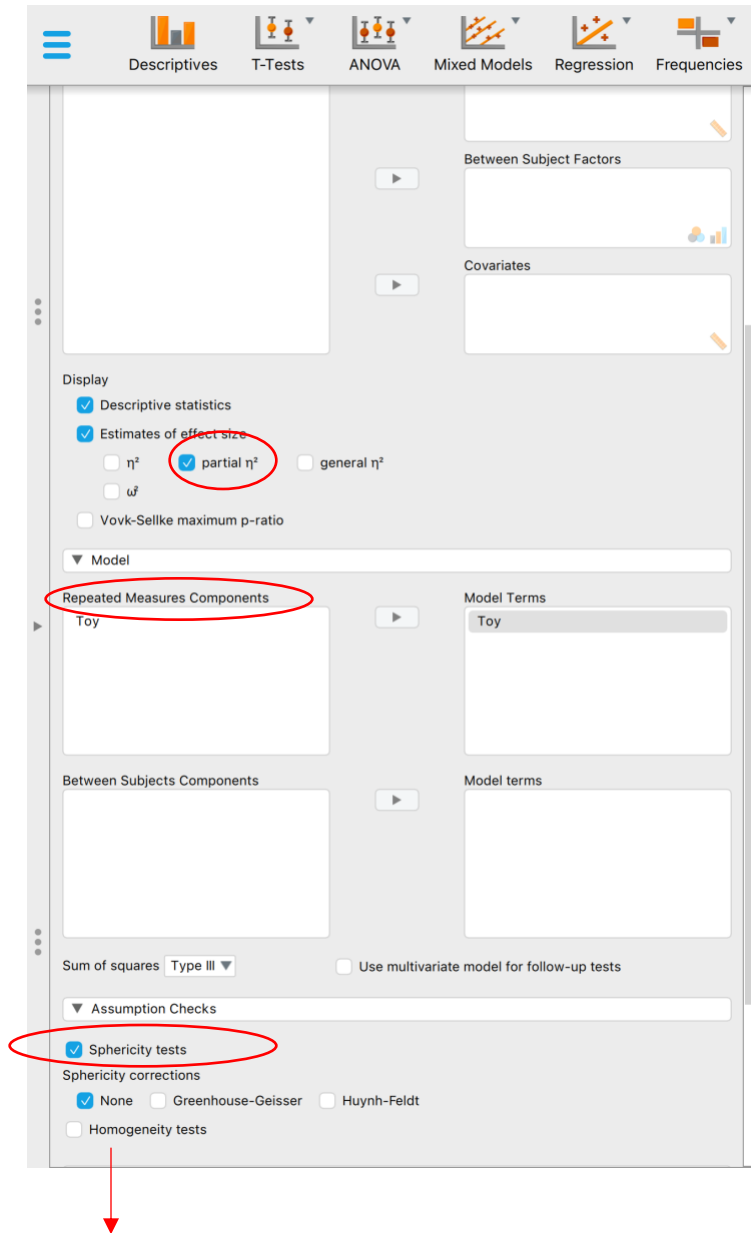 Descriptives T-Tests ANOVA Mixed Models Regression Frequencies
Between Subject Factors
Covariates
Display
Descriptive statistics
Estimates of effect size
η² partial η² general η²
ω²
Vovk-Sellke maximum p-ratio
Model
Repeated Measures Components Model Terms
Toy Toy
Between Subjects Components Model terms
Sum of squares Type III Use multivariate model for follow-up tests
Assumption Checks
Sphericity tests
Sphericity corrections
None Greenhouse-Geisser Huynh-Feldt
Homogeneity tests